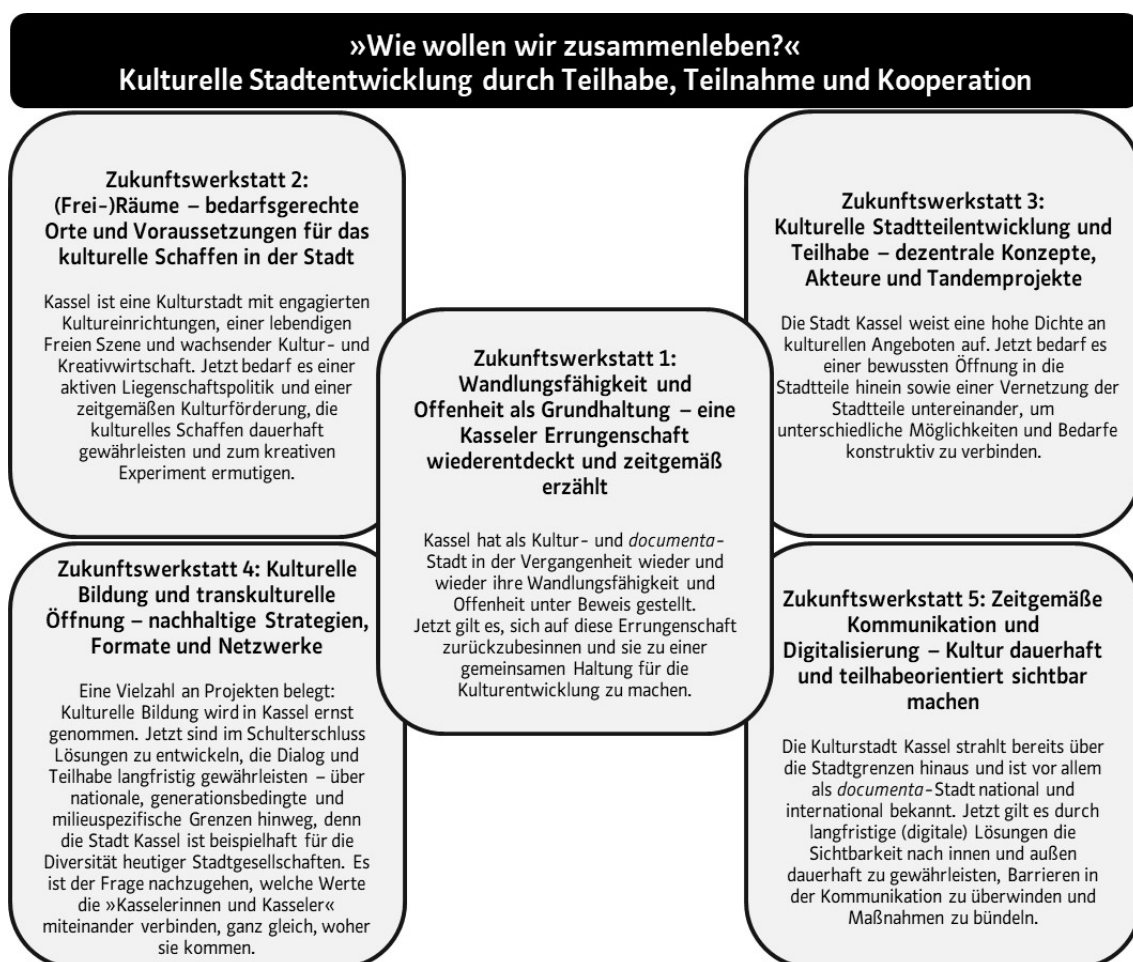 »Wie wollen wir zusammenleben?«
Kulturelle Stadtentwicklung durch Teilhabe, Teilnahme und Kooperation
Zukunftswerkstatt 2:
(Frei-)Räume – bedarfsgerechte
Orte und Voraussetzungen für das
kulturelle Schaffen in der Stadt
Kassel ist eine Kulturstadt mit engagierten
Kultureinrichtungen, einer lebendigen
Freien Szene und wachsender Kultur- und
Kreativwirtschaft. Jetzt bedarf es einer
aktiven Liegenschaftspolitik und einer
zeitgemäßen Kulturförderung, die
kulturelles Schaffen dauerhaft
gewährleisten und zum kreativen
Experiment ermutigen.
Zukunftswerkstatt 3:
Kulturelle Stadtteilentwicklung und
Teilhabe – dezentrale Konzepte,
Akteure und Tandemprojekte
Die Stadt Kassel weist eine hohe Dichte an
kulturellen Angeboten auf. Jetzt bedarf es
einer bewussten Öffnung in die
Stadtteile hinein sowie einer Vernetzung der
Stadtteile untereinander, um
unterschiedliche Möglichkeiten und Bedarfe
konstruktiv zu verbinden.
Zukunftswerkstatt 1:
Wandlungsfähigkeit und
Offenheit als Grundhaltung – eine
Kasseler Errungenschaft
wiederentdeckt und zeitgemäß
erzählt
Kassel hat als Kultur- und documenta-
Stadt in der Vergangenheit wieder und
wieder ihre Wandlungsfähigkeit und
Offenheit unter Beweis gestellt.
Jetzt gilt es, sich auf diese Errungenschaft
zurückzubesinnen und sie zu einer
gemeinsamen Haltung für die
Kulturentwicklung zu machen.
Zukunftswerkstatt 4: Kulturelle
Bildung und transkulturelle
Öffnung – nachhaltige Strategien,
Formate und Netzwerke
Eine Vielzahl an Projekten belegt:
Kulturelle Bildung wird in Kassel ernst
genommen. Jetzt sind im Schulterschluss
Lösungen zu entwickeln, die Dialog und
Teilhabe langfristig gewährleisten – über
nationale, generationsbedingte und
milieuspezifische Grenzen hinweg, denn
die Stadt Kassel ist beispielhaft für die
Diversität heutiger Stadtgesellschaften. Es
ist der Frage nachzugehen, welche Werte
die »Kasselerinnen und Kasseler«
miteinander verbinden, ganz gleich, woher
sie kommen.
Zukunftswerkstatt 5: Zeitgemäße
Kommunikation und
Digitalisierung – Kultur dauerhaft
und teilhabeorientiert sichtbar
machen
Die Kulturstadt Kassel strahlt bereits über
die Stadtgrenzen hinaus und ist vor allem
als documenta-Stadt national und
international bekannt. Jetzt gilt es durch
langfristige (digitale) Lösungen die
Sichtbarkeit nach innen und außen
dauerhaft zu gewährleisten, Barrieren in
der Kommunikation zu überwinden und
Maßnahmen zu bündeln.